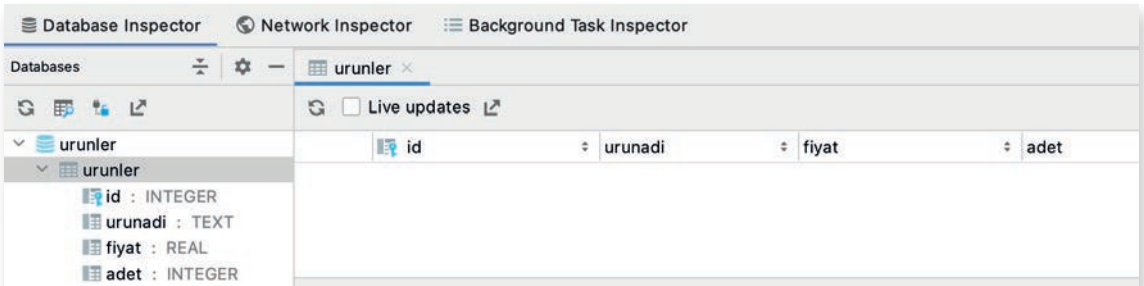 Database Inspector Network Inspector Background Task Inspector
Databases urunler
Live updates
urunler id urunadi fiyat adet
urunler
id : INTEGER
urunadi : TEXT
fiyat : REAL
adet : INTEGER